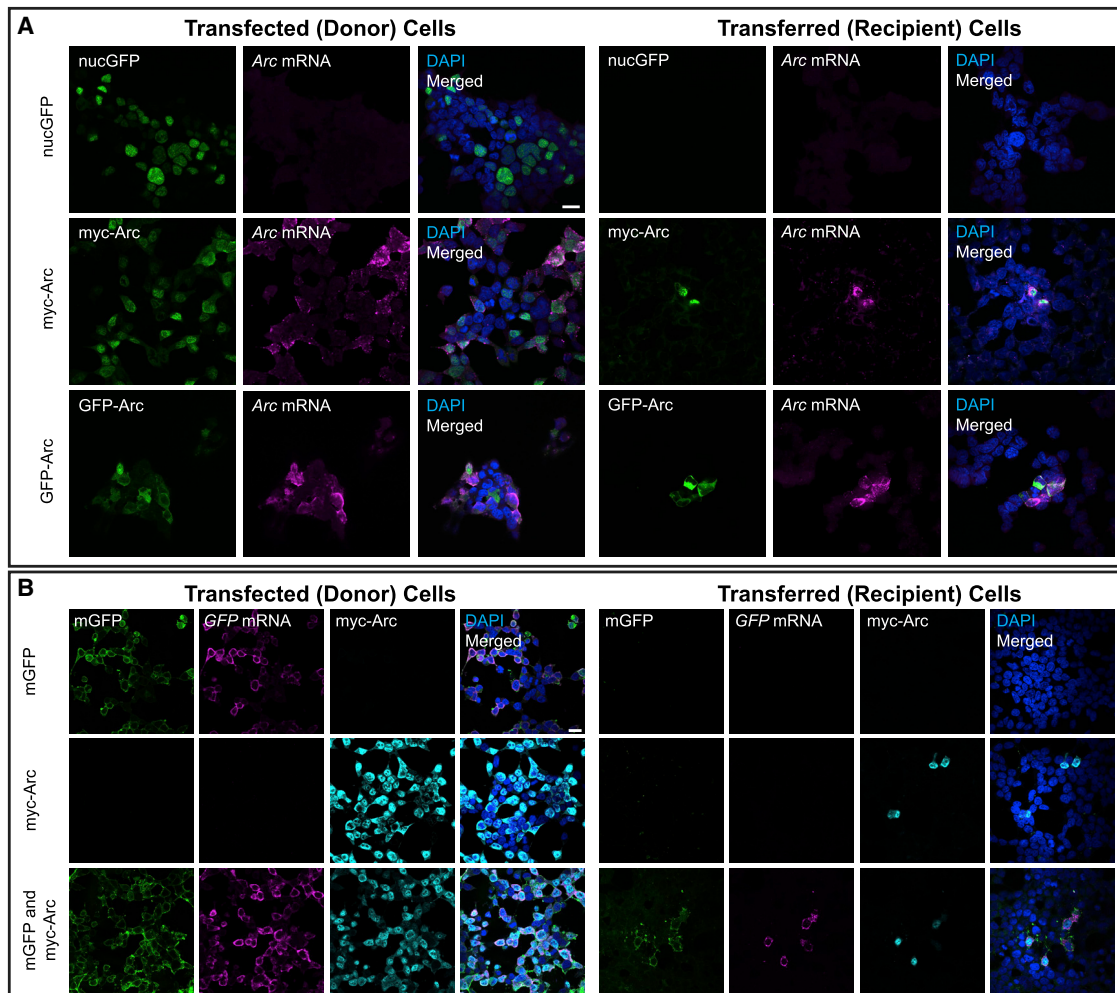 A
Transfected (Donor) Cells
Transferred (Recipient) Cells
nucGFP
nucGFP
Arc mRNA
DAPI
Merged
nucGFP
Arc mRNA
DAPI
Merged
myc-Arc
myc-Arc
Arc mRNA
DAPI
Merged
myc-Arc
Arc mRNA
DAPI
Merged
GFP-Arc
GFP-Arc
Arc mRNA
DAPI
Merged
GFP-Arc
Arc mRNA
DAPI
Merged
B
Transfected (Donor) Cells
Transferred (Recipient) Cells
mGFP
mGFP
GFP mRNA
myc-Arc
DAPI
Merged
mGFP
GFP mRNA
myc-Arc
DAPI
Merged
myc-Arc
mGFP and
myc-Arc